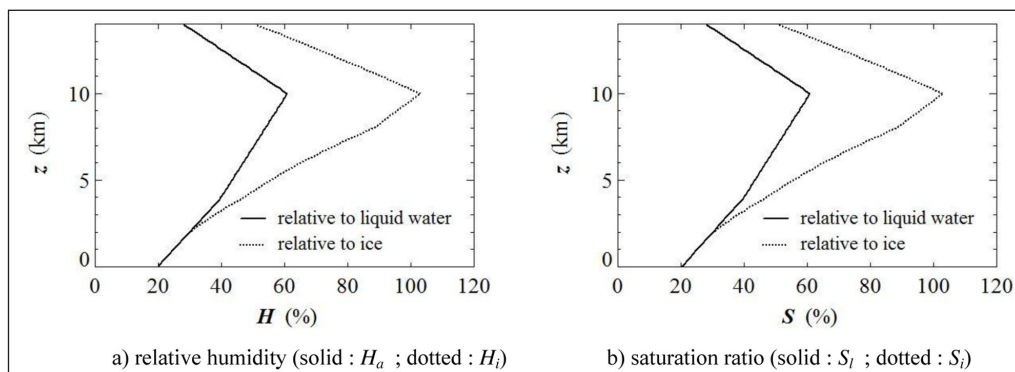 10
5
0
z (km)
relative to liquid water
relative to ice
0 20 40 60 80 100 120
H (%)
a) relative humidity (solid : Ha ; dotted : Hi)
10
5
0
z (km)
relative to liquid water
relative to ice
0 20 40 60 80 100 120
S (%)
b) saturation ratio (solid : Sl ; dotted : Si)